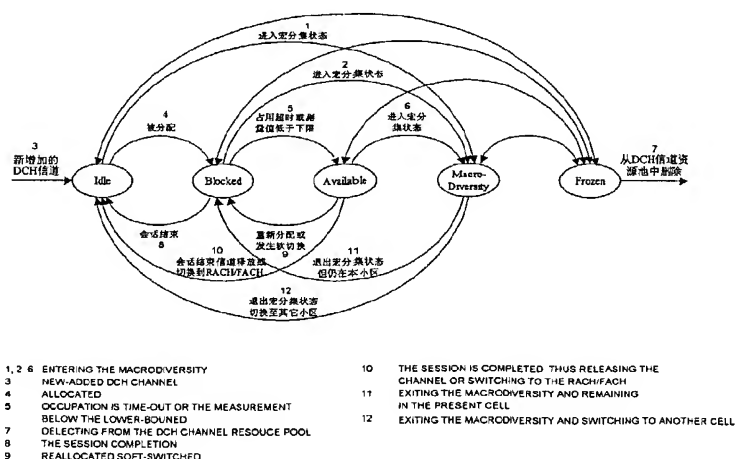 1
进入宏分集状态
2
进入宏分集状态
3
新增加的
DCH信道
4
被分配
5
占用超时或测
量值低于下限
6
进入宏分
集状态
7
从DCH信道资
源池中删除
Idle
Blocked
Available
Macro-
Diversity
Frozen
会话结束
8
重新分配或
发生软切换
9
10
会话结束信道释放或
切换到RACH/FACH
11
退出宏分集状态
但仍在本小区
12
退出宏分集状态
切换至其它小区
1, 2 6 ENTERING THE MACRODIVERSITY
3 NEW-ADDED DCH CHANNEL
4 ALLOCATED
5 OCCUPATION IS TIME-OUT OR THE MEASUREMENT
BELOW THE LOWER-BOUNED
7 DELECTING FROM THE DCH CHANNEL RESOUCE POOL
8 THE SESSION COMPLETION
9 REALLOCATED SOFT-SWITCHED
10 THE SESSION IS COMPLETED THUS RELEASING THE
CHANNEL OR SWITCHING TO THE RACH/FACH
11 EXITING THE MACRODIVERSITY AND REMAINING
IN THE PRESENT CELL
12 EXITING THE MACRODIVERSITY AND SWITCHING TO ANOTHER CELL